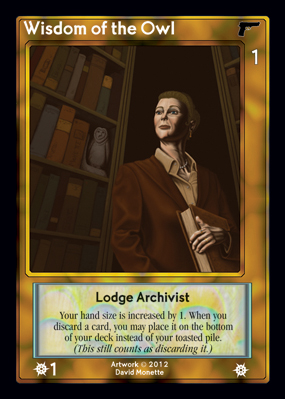 Wisdom of the Owl
1
Lodge Archivist
Your hand size is increased by 1. When you
discard a card, you may place it on the bottom
of your deck instead of your toasted pile.
(This still counts as discarding it.)
1
Artwork © 2012
David Monette